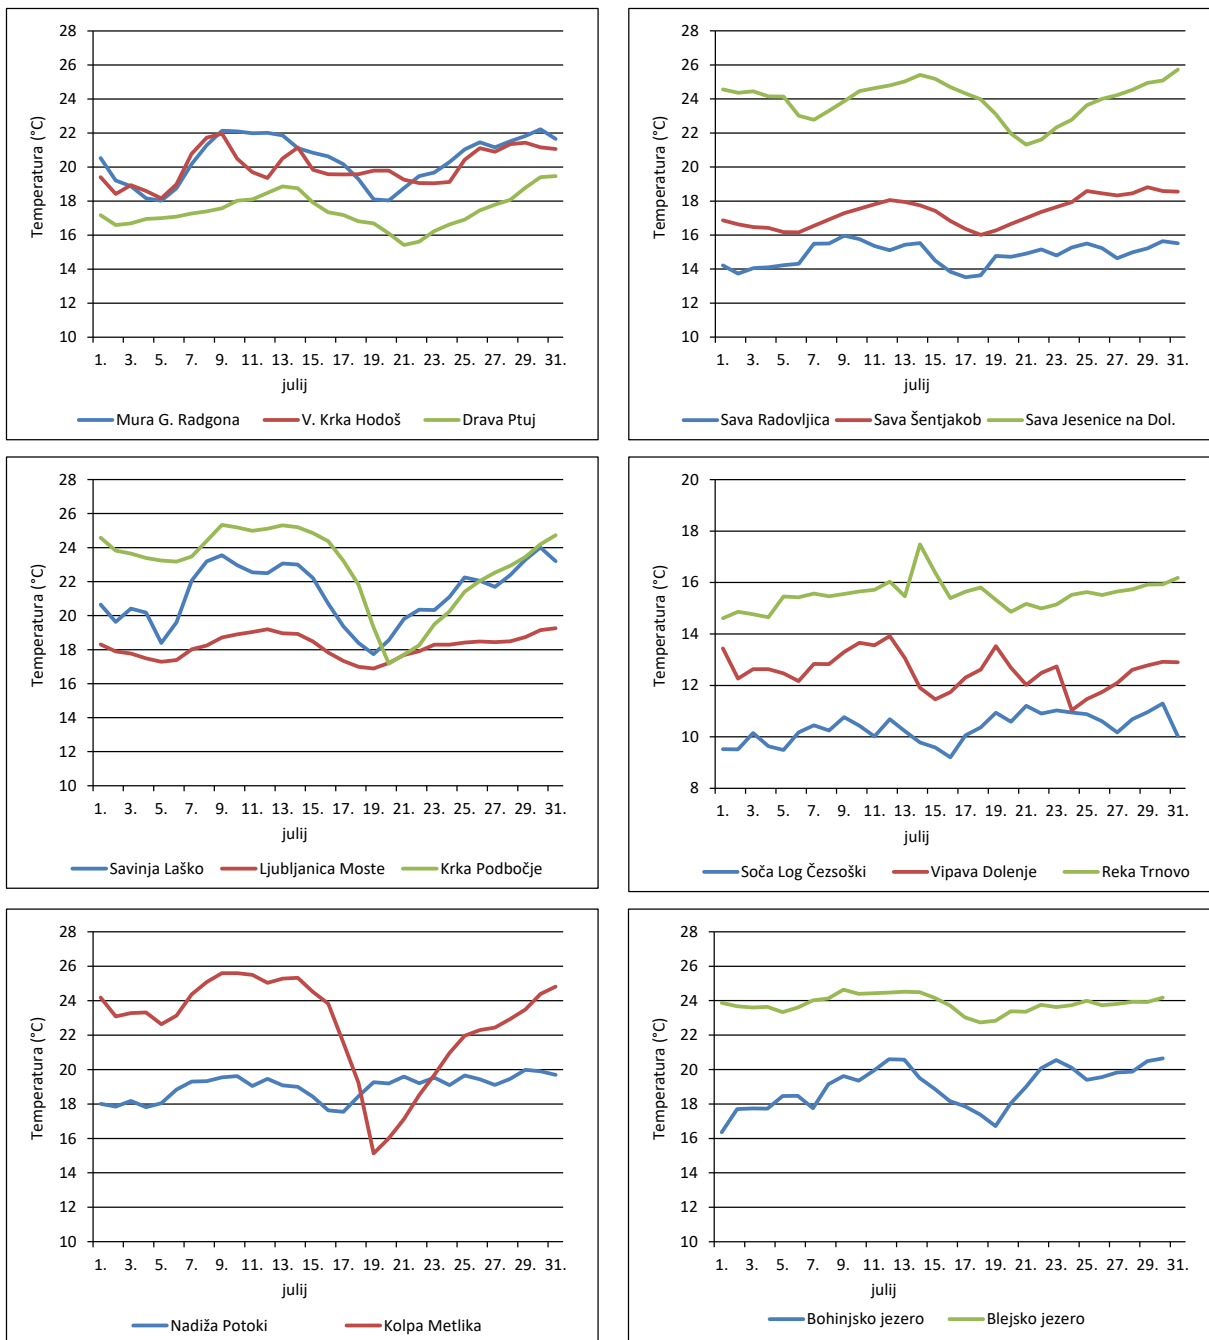 28
26
24
22
20
18
16
14
12
10
Temperatura (°C)
1. 3. 5. 7. 9. 11. 13. 15. 17. 19. 21. 23. 25. 27. 29. 31.
julij
Mura G. Radgona V. Krka Hodoš Drava Ptuj
28
26
24
22
20
18
16
14
12
10
Temperatura (°C)
1. 3. 5. 7. 9. 11. 13. 15. 17. 19. 21. 23. 25. 27. 29. 31.
julij
Sava Radovljica Sava Šentjakob Sava Jesenice na Dol.
28
26
24
22
20
18
16
14
12
10
Temperatura (°C)
1. 3. 5. 7. 9. 11. 13. 15. 17. 19. 21. 23. 25. 27. 29. 31.
julij
Savinja Laško Ljubljanica Moste Krka Podbočje
20
18
16
14
12
10
8
Temperatura (°C)
1. 3. 5. 7. 9. 11. 13. 15. 17. 19. 21. 23. 25. 27. 29. 31.
julij
Soča Log Čezsoški Vipava Dolenje Reka Trnovo
28
26
24
22
20
18
16
14
12
10
Temperatura (°C)
1. 3. 5. 7. 9. 11. 13. 15. 17. 19. 21. 23. 25. 27. 29. 31.
julij
Nadiža Potoki Kolpa Metlika
28
26
24
22
20
18
16
14
12
10
Temperatura (°C)
1. 3. 5. 7. 9. 11. 13. 15. 17. 19. 21. 23. 25. 27. 29. 31.
julij
Bohinjsko jezero Blejsko jezero